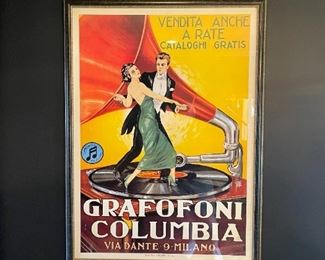 VENDITA ANCHE
A RATE
CATALOGHI GRATIS
GRAFOFONI
COLUMBIA
VIA DANTE 9 - MILANO